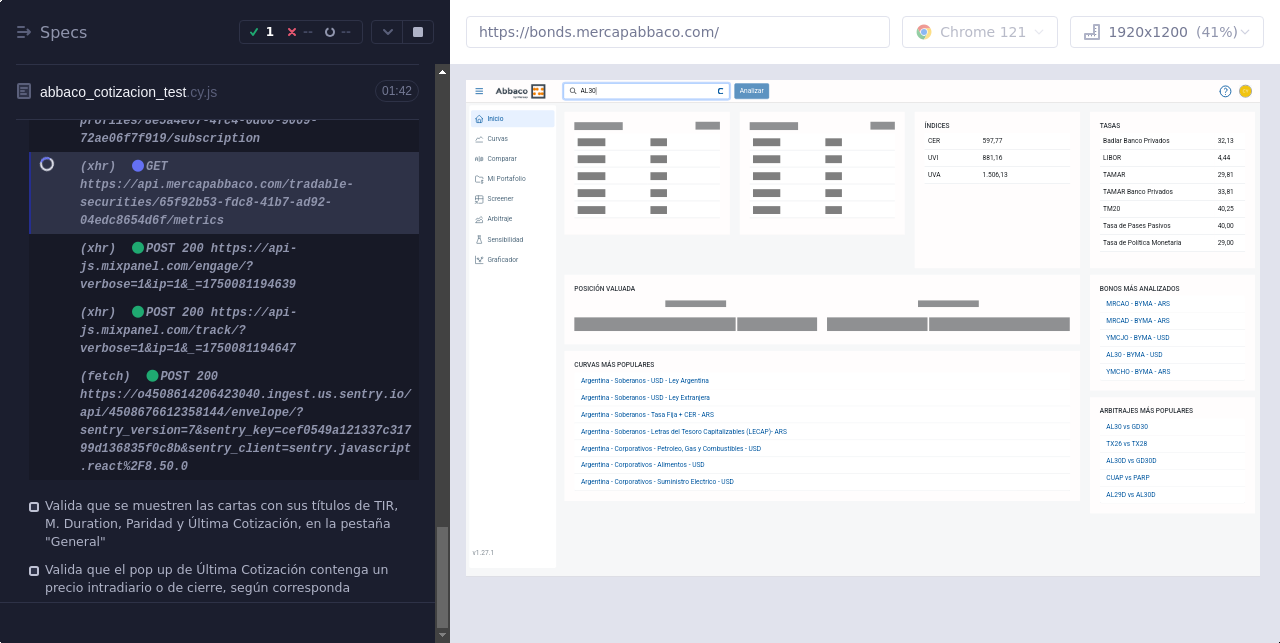 Specs
1
--
--
https://bonds.mercapabbaco.com/
Chrome 121
1920x1200 (41%)
abbaco_cotizacion_test.cy.js
01:42
72ae06f7f919/subscription
(xhr) GET
https://api.mercapabbaco.com/tradable-
securities/65f92b53-fdc8-41b7-ad92-
04edc8654d6f/metrics
(xhr) POST 200 https://api-
js.mixpanel.com/engage/?
verbose=1&ip=1&_=1750081194639
(xhr) POST 200 https://api-
js.mixpanel.com/track/?
verbose=1&ip=1&_=1750081194647
(fetch) POST 200
https://o4508614206423040.ingest.us.sentry.io/
api/4508676612358144/envelope/?
sentry_version=7&sentry_key=cef0549a121337c317
99d136835f0c8b&sentry_client=sentry.javascript
.react%2F8.50.0
Valida que se muestren las cartas con sus títulos de TIR,
M. Duration, Paridad y Última Cotización, en la pestaña
"General"
Valida que el pop up de Última Cotización contenga un
precio intradiario o de cierre, según corresponda
Abbaco
AL30
Analizar
Inicio
Curvas
Comparar
Mi Portafolio
Screener
Arbitraje
Sensibilidad
Graficador
v1.27.1
ÍNDICES
CER 597,77
UVI 881,16
UVA 1.506,13
TASAS
Badlar Banco Privados 32,13
LIBOR 4,44
TAMAR 29,81
TAMAR Banco Privados 33,81
TM20 40,25
Tasa de Pases Pasivos 40,00
Tasa de Política Monetaria 29,00
POSICIÓN VALUADA
BONOS MÁS ANALIZADOS
MRCAO - BYMA - ARS
MRCAD - BYMA - ARS
YMCJO - BYMA - USD
AL30 - BYMA - USD
YMCHO - BYMA - ARS
CURVAS MÁS POPULARES
Argentina - Soberanos - USD - Ley Argentina
Argentina - Soberanos - USD - Ley Extranjera
Argentina - Soberanos - Tasa Fija + CER - ARS
Argentina - Soberanos - Letras del Tesoro Capitalizables (LECAP)- ARS
Argentina - Corporativos - Petroleo, Gas y Combustibles - USD
Argentina - Corporativos - Alimentos - USD
Argentina - Corporativos - Suministro Electrico - USD
ARBITRAJES MÁS POPULARES
AL30 vs GD30
TX26 vs TX28
AL30D vs GD30D
CUAP vs PARP
AL29D vs AL30D